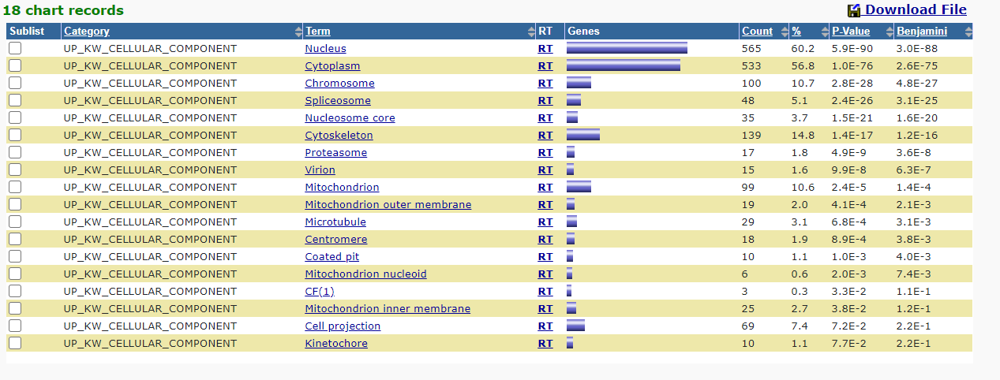 18 chart records Download File
Sublist Category Term RT Genes Count % P-Value Benjamini
UP_KW_CELLULAR_COMPONENT Nucleus RT 565 60.2 5.9E-90 3.0E-88
UP_KW_CELLULAR_COMPONENT Cytoplasm RT 533 56.8 1.0E-76 2.6E-75
UP_KW_CELLULAR_COMPONENT Chromosome RT 100 10.7 2.8E-28 4.8E-27
UP_KW_CELLULAR_COMPONENT Spliceosome RT 48 5.1 2.4E-26 3.1E-25
UP_KW_CELLULAR_COMPONENT Nucleosome core RT 35 3.7 1.5E-21 1.6E-20
UP_KW_CELLULAR_COMPONENT Cytoskeleton RT 139 14.8 1.4E-17 1.2E-16
UP_KW_CELLULAR_COMPONENT Proteasome RT 17 1.8 4.9E-9 3.6E-8
UP_KW_CELLULAR_COMPONENT Virion RT 15 1.6 9.9E-8 6.3E-7
UP_KW_CELLULAR_COMPONENT Mitochondrion RT 99 10.6 2.4E-5 1.4E-4
UP_KW_CELLULAR_COMPONENT Mitochondrion outer membrane RT 19 2.0 4.1E-4 2.1E-3
UP_KW_CELLULAR_COMPONENT Microtubule RT 29 3.1 6.8E-4 3.1E-3
UP_KW_CELLULAR_COMPONENT Centromere RT 18 1.9 8.9E-4 3.8E-3
UP_KW_CELLULAR_COMPONENT Coated pit RT 10 1.1 1.0E-3 4.0E-3
UP_KW_CELLULAR_COMPONENT Mitochondrion nucleoid RT 6 0.6 2.0E-3 7.4E-3
UP_KW_CELLULAR_COMPONENT CF(1) RT 3 0.3 3.3E-2 1.1E-1
UP_KW_CELLULAR_COMPONENT Mitochondrion inner membrane RT 25 2.7 3.8E-2 1.2E-1
UP_KW_CELLULAR_COMPONENT Cell projection RT 69 7.4 7.2E-2 2.2E-1
UP_KW_CELLULAR_COMPONENT Kinetochore RT 10 1.1 7.7E-2 2.2E-1